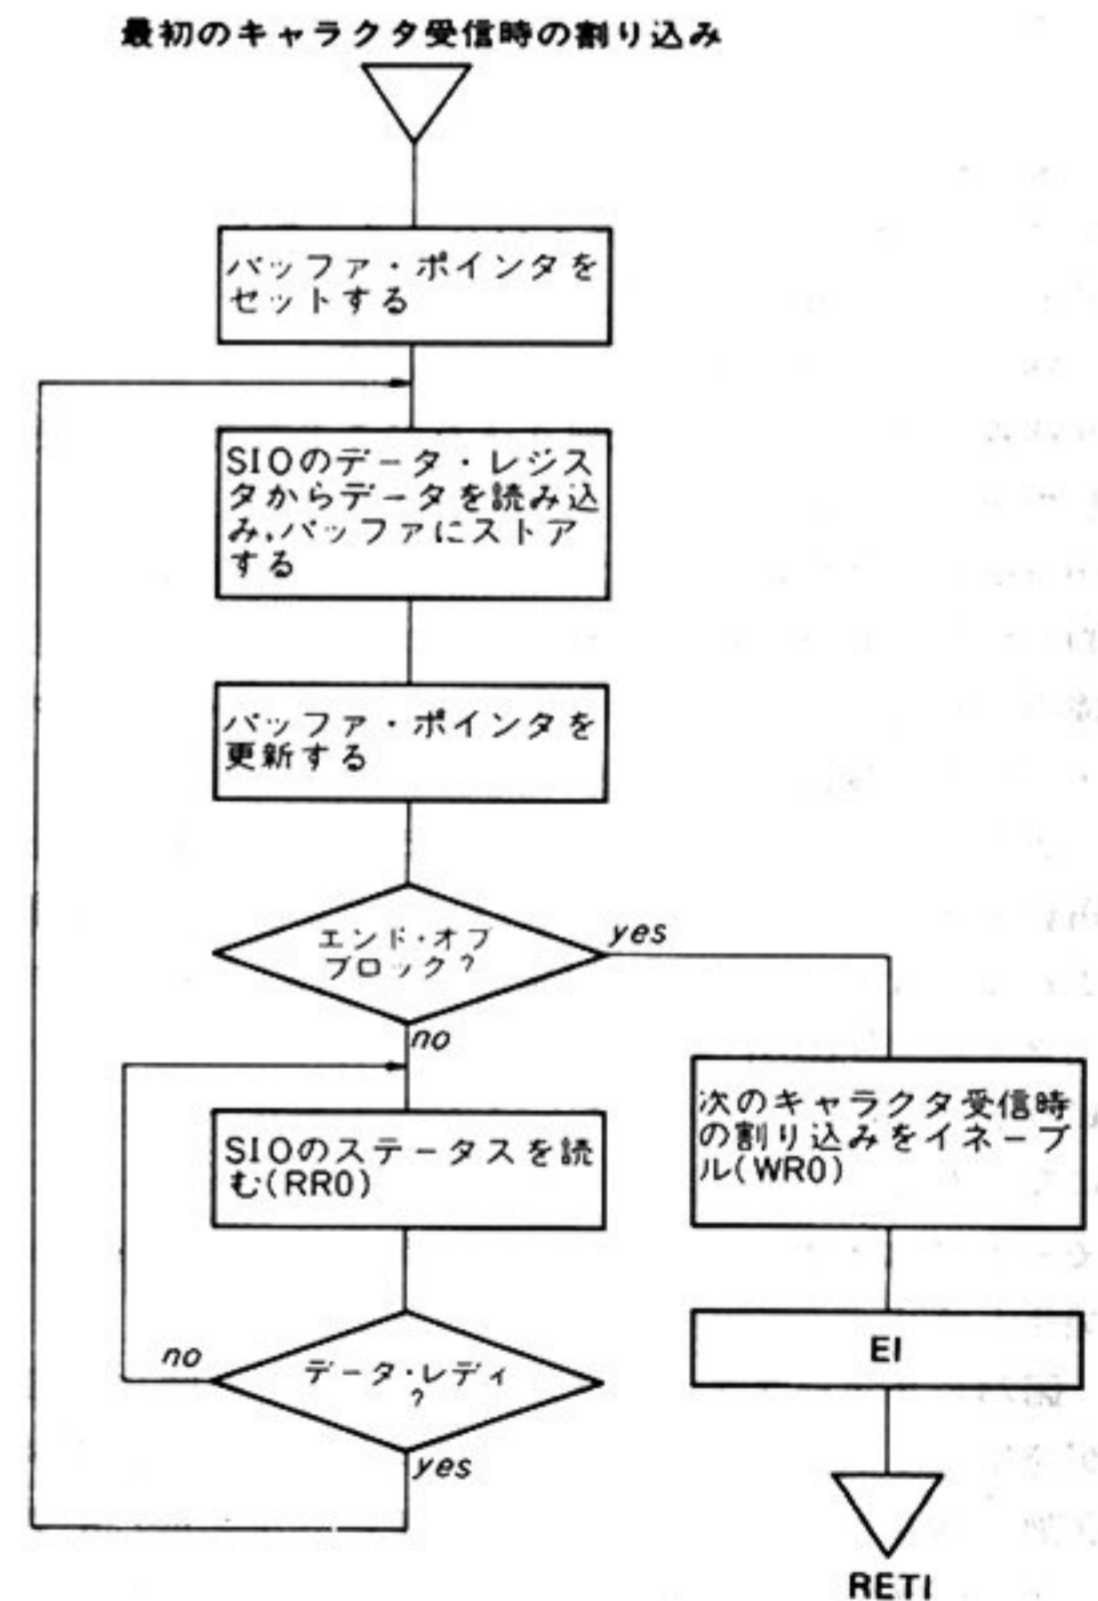 最初のキャラクタ受信時の割り込み
バッファ・ポインタを
セットする
SIOのデータ・レジス
タからデータを読み込
み,バッファにストア
する
バッファ・ポインタを
更新する
エンド・オブ
ブロック?
yes
no
SIOのステータスを読
む(RR0)
データ・レディ
?
no
yes
次のキャラクタ受信時
の割り込みをイネーブ
ル(WR0)
EI
RETI